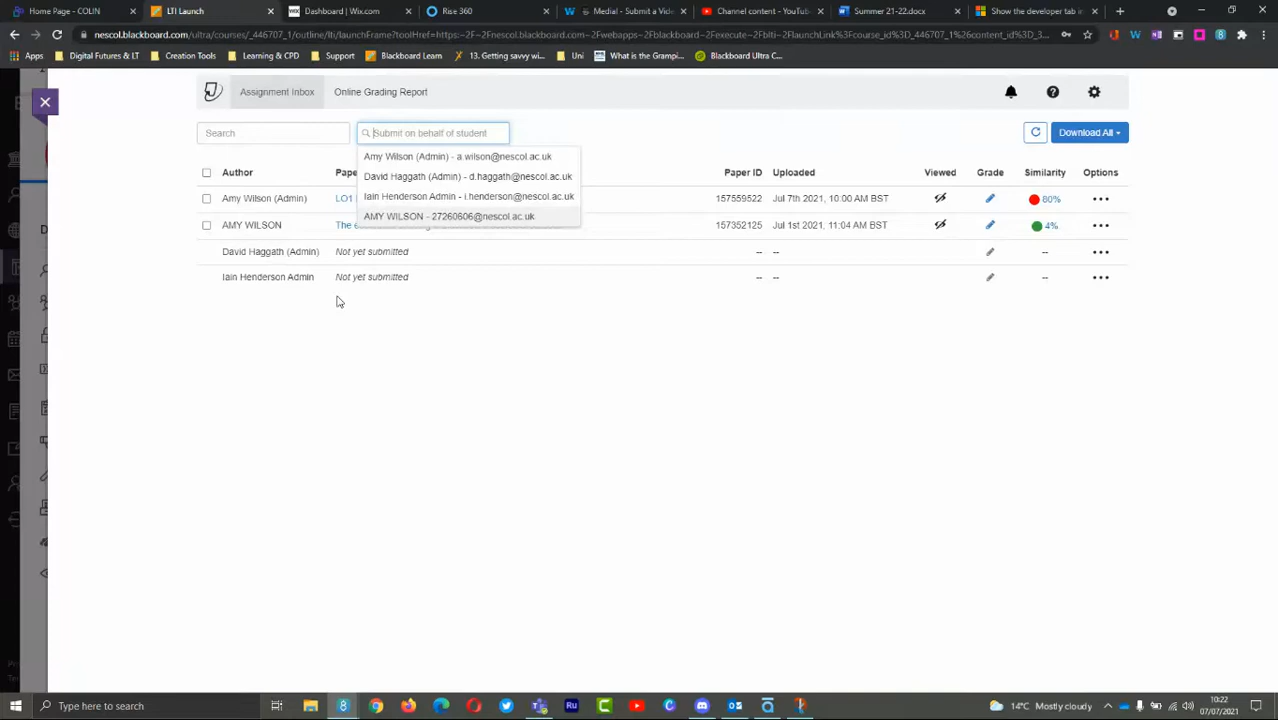 Home Page - COLIN
LTI Launch
Dashboard | Wix.com
Rise 360
Medial - Submit a Vide
Channel content - YouTube
Summer 21-22.docx
Show the developer tab in
nescol.blackboard.com/ultra/courses/_446707_1/outline/lti/launchFrame?toolHref=https:~2F~2Fnescol.blackboard.com~2Fwebapps~2Fblackboard~2Fexecute~2Fblti~2FlaunchLink%3Fcourse_id%3D_446707_1%26content_id%3D_3...
Apps
Digital Futures & LT
Creation Tools
Learning & CPD
Support
Blackboard Learn
13. Getting savvy wi...
Uni
What is the Grampi...
Blackboard Ultra C...
Assignment Inbox
Online Grading Report
Search
Submit on behalf of student
Download All
Amy Wilson (Admin) - a.wilson@nescol.ac.uk
David Haggath (Admin) - d.haggath@nescol.ac.uk
Iain Henderson Admin - i.henderson@nescol.ac.uk
AMY WILSON - 27260606@nescol.ac.uk
Author
Pape
Paper ID
Uploaded
Viewed
Grade
Similarity
Options
Amy Wilson (Admin)
LO1
157559522
Jul 7th 2021, 10:00 AM BST
80%
AMY WILSON
The e
157352125
Jul 1st 2021, 11:04 AM BST
4%
David Haggath (Admin)
Not yet submitted
--
--
--
Iain Henderson Admin
Not yet submitted
--
--
--
Type here to search
14°C Mostly cloudy
10:22
07/07/2021